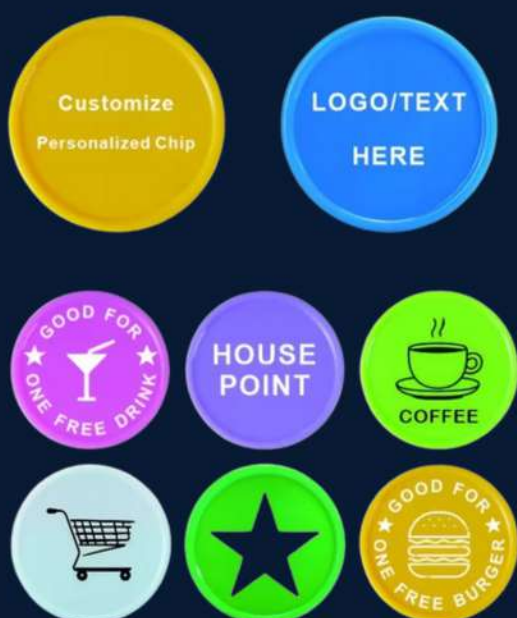 Customize
Personalized Chip
LOGO/TEXT
HERE
GOOD FOR
ONE FREE DRINK
HOUSE
POINT
COFFEE
GOOD FOR
ONE FREE BURGER